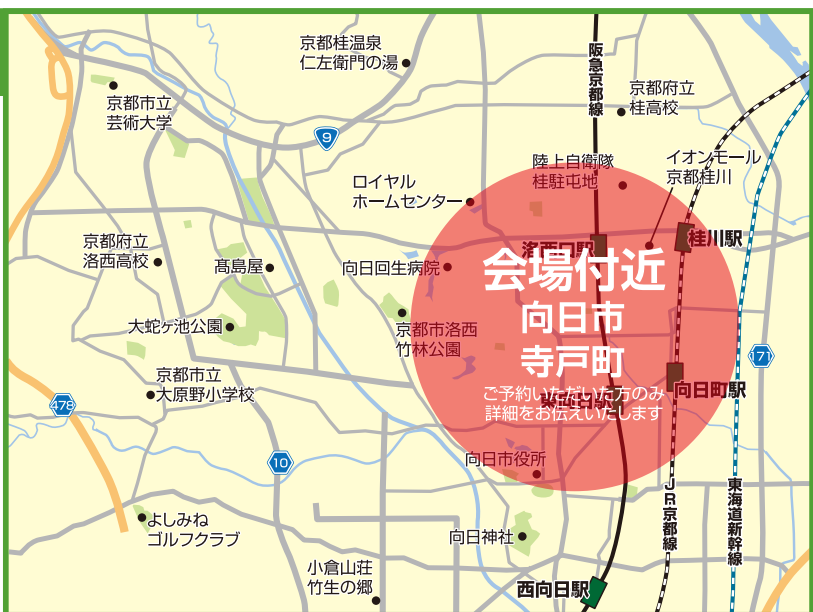 京都桂温泉
仁左衛門の湯
阪急京都線
京都府立
桂高校
京都市立
芸術大学
9
陸上自衛隊
桂駐屯地
イオンモール
京都桂川
ロイヤル
ホームセンター
京都府立
洛西高校
髙島屋
向日回生病院
洛西口駅
桂川駅
会場付近
向日市
寺戸町
大蛇ヶ池公園
京都市洛西
竹林公園
171
京都市立
大原野小学校
向日町駅
東向日駅
ご予約いただいた方のみ
詳細をお伝えいたします
478
10
向日市役所
JR京都線
東海道新幹線
よしみね
ゴルフクラブ
向日神社
小倉山荘
竹生の郷
西向日駅